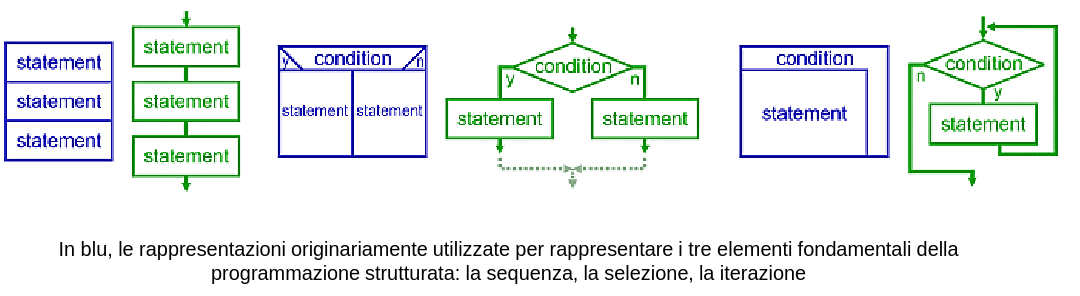 statement
statement
statement
statement
statement
statement
y
condition
n
statement
statement
condition
y
n
statement
statement
condition
statement
condition
n
y
statement
In blu, le rappresentazioni originariamente utilizzate per rappresentare i tre elementi fondamentali della
programmazione strutturata: la sequenza, la selezione, la iterazione